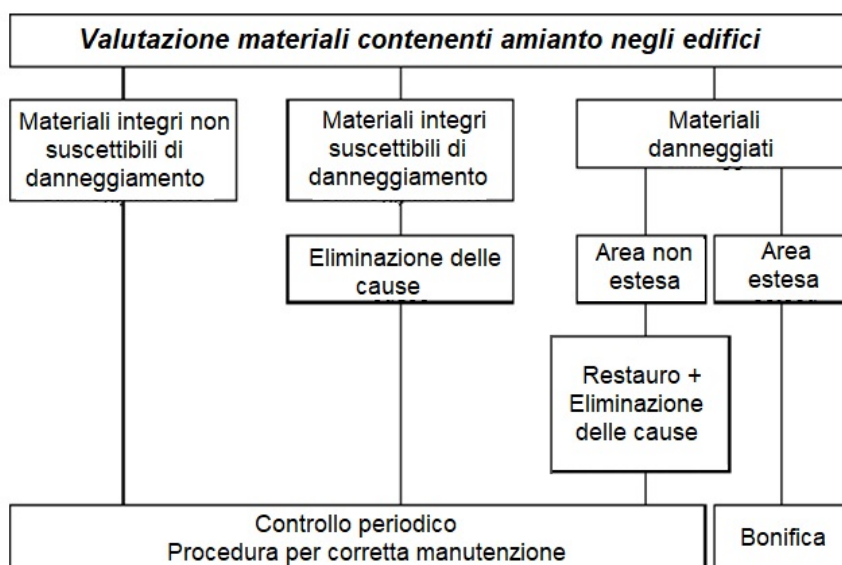 Valutazione materiali contenenti amianto negli edifici
Materiali integri non
suscettibili di
danneggiamento
Materiali integri
suscettibili di
danneggiamento
Materiali
danneggiati
Eliminazione delle
cause
Area non
estesa
Area
estesa
Restauro +
Eliminazione
delle cause
Controllo periodico
Procedura per corretta manutenzione
Bonifica